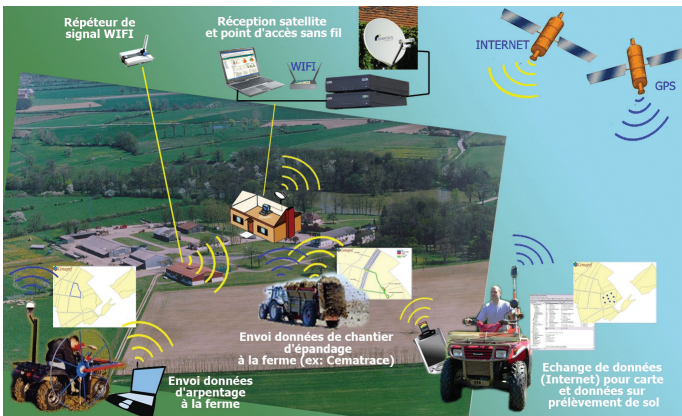 Répéteur de
signal WIFI
Réception satellite
et point d'accès sans fil
WIFI
INTERNET
GPS
Envoi données de chantier
d'épandage
à la ferme (ex: Cematrace)
Envoi données
d'arpentage
à la ferme
Echange de données
(Internet) pour carte
et données sur
prélèvement de sol